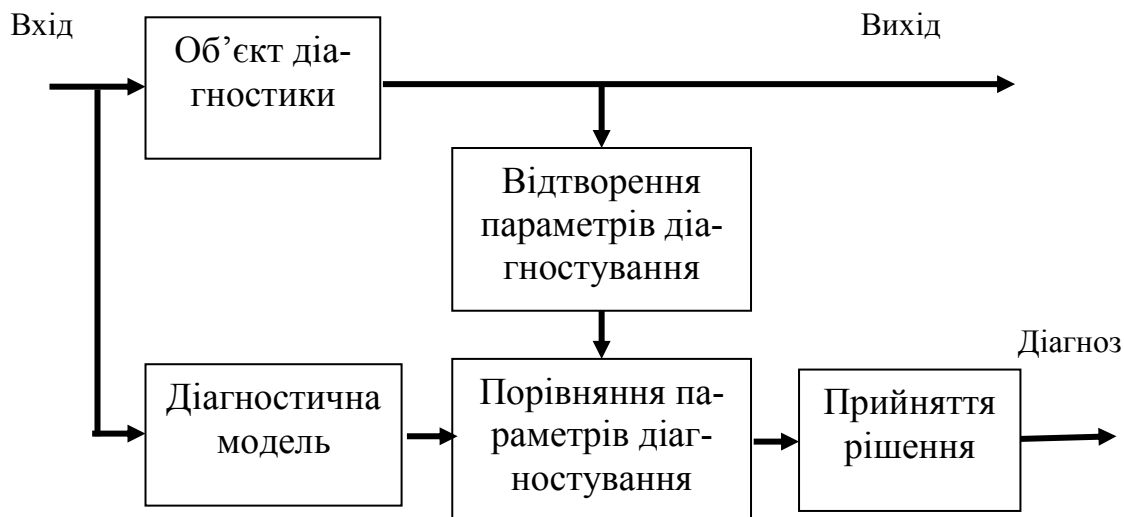 Вхід
Вихід
Об’єкт діа-
гностики
Відтворення
параметрів діа-
гностування
Діагноз
Діагностична
модель
Порівняння па-
раметрів діаг-
ностування
Прийняття
рішення